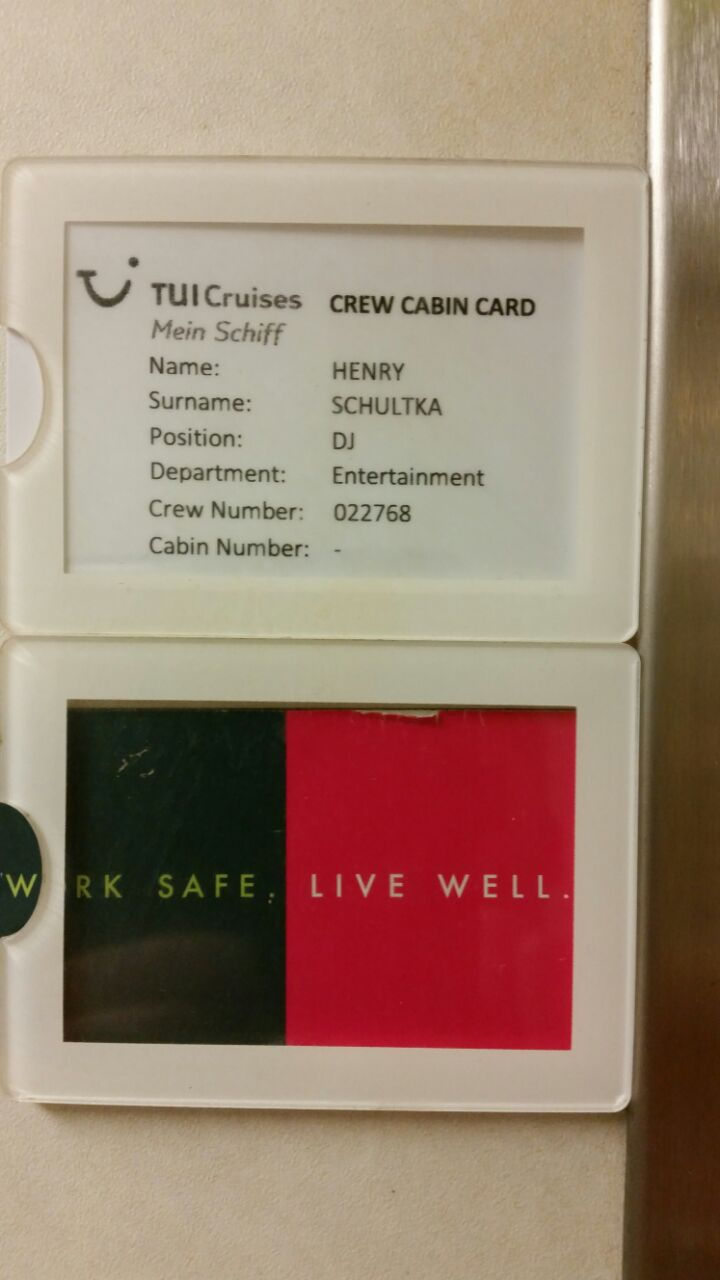 TUI Cruises CREW CABIN CARD
Mein Schiff
Name: HENRY
Surname: SCHULTKA
Position: DJ
Department: Entertainment
Crew Number: 022768
Cabin Number: -
W RK SAFE. LIVE WELL.